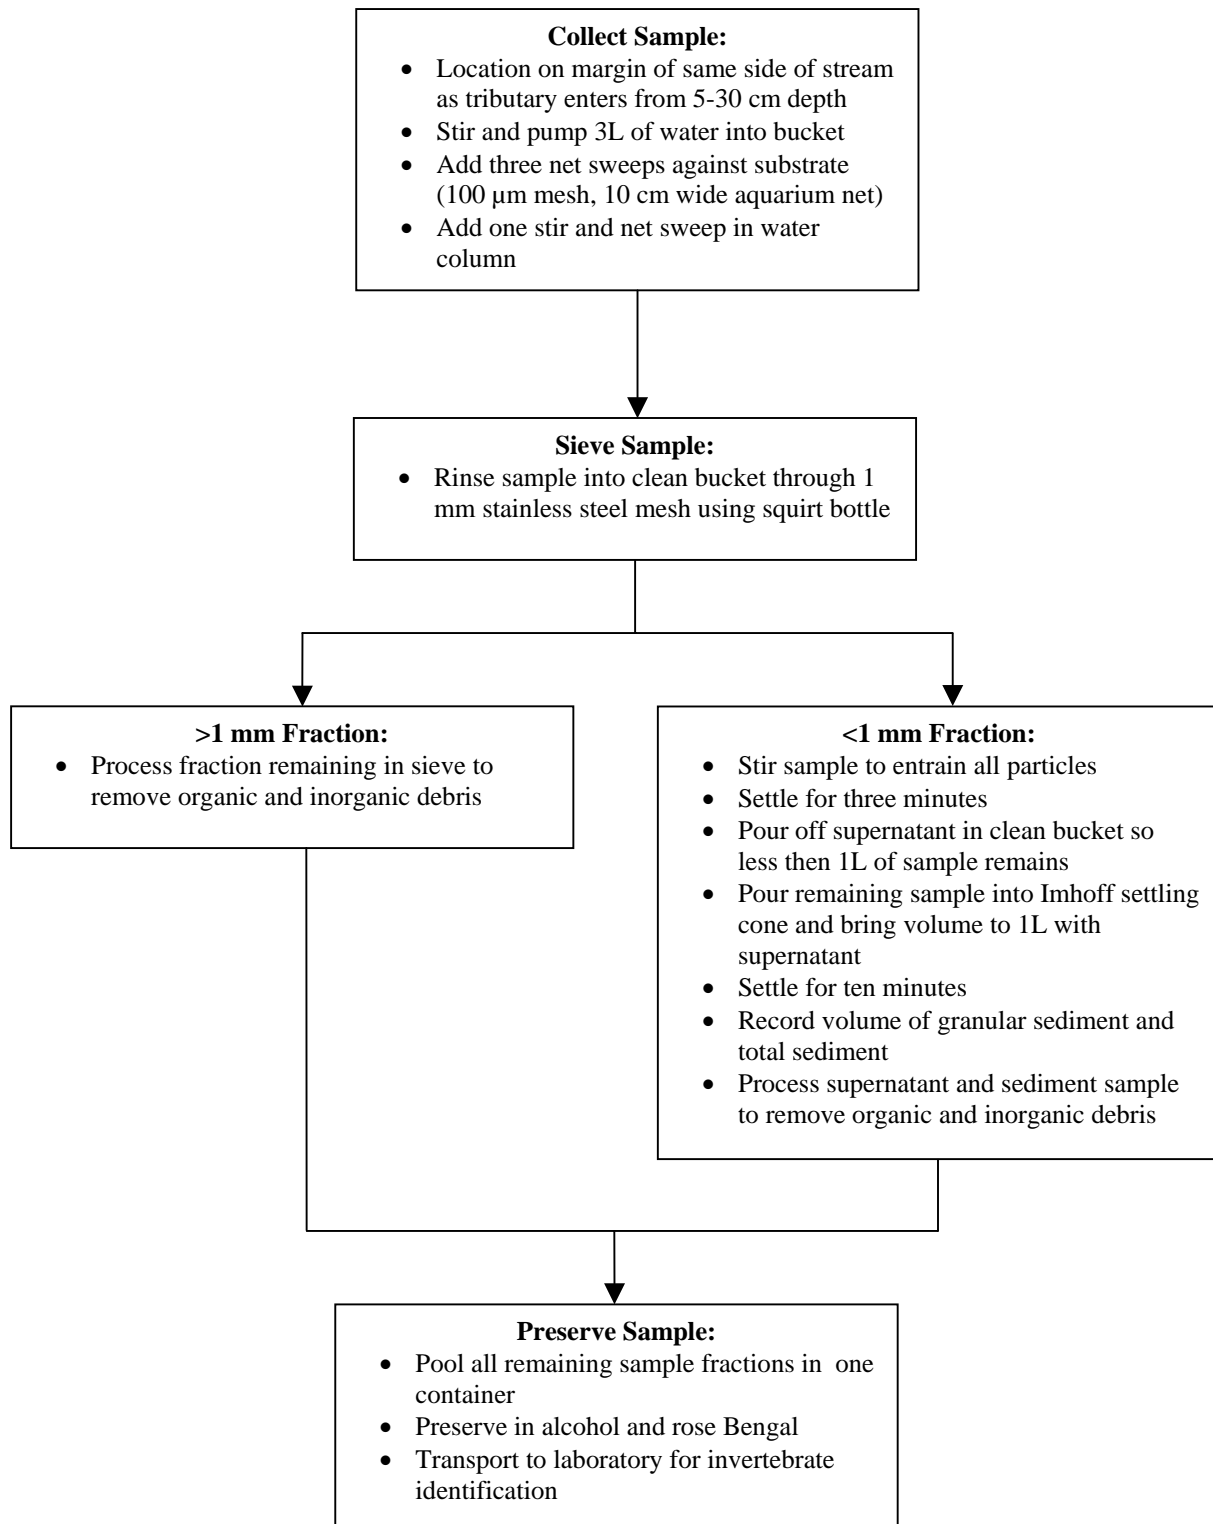 Collect Sample:
• Location on margin of same side of stream
as tributary enters from 5-30 cm depth
• Stir and pump 3L of water into bucket
• Add three net sweeps against substrate
(100 µm mesh, 10 cm wide aquarium net)
• Add one stir and net sweep in water
column
Sieve Sample:
• Rinse sample into clean bucket through 1
mm stainless steel mesh using squirt bottle
>1 mm Fraction:
• Process fraction remaining in sieve to
remove organic and inorganic debris
<1 mm Fraction:
• Stir sample to entrain all particles
• Settle for three minutes
• Pour off supernatant in clean bucket so
less then 1L of sample remains
• Pour remaining sample into Imhoff settling
cone and bring volume to 1L with
supernatant
• Settle for ten minutes
• Record volume of granular sediment and
total sediment
• Process supernatant and sediment sample
to remove organic and inorganic debris
Preserve Sample:
• Pool all remaining sample fractions in one
container
• Preserve in alcohol and rose Bengal
• Transport to laboratory for invertebrate
identification